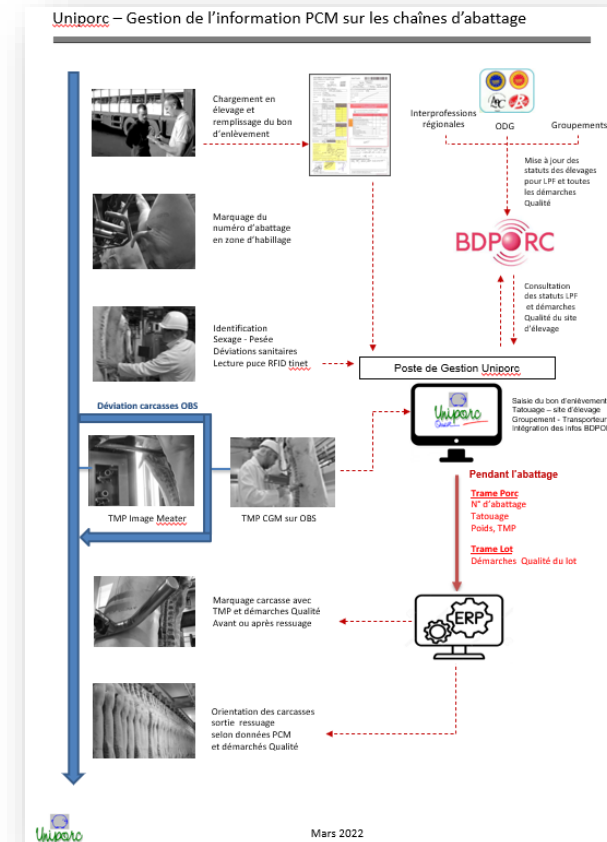 Uniporc – Gestion de l'information PCM sur les chaînes d'abattage
Chargement en
élevage et
remplissage du bon
d'enlèvement
Interprofessions
régionales
ODG
Groupements
Mise à jour des
statuts des élevages
pour LPF et toutes
les démarches
Qualité
Marquage du
numéro d'abattage
en zone d'habillage
BDPORC
Consultation
des statuts LPF
et démarches
Qualité du site
d'élevage
Identification
Sexage - Pesée
Déviations sanitaires
Lecture puce RFID tinet
Poste de Gestion Uniporc
Déviation carcasses OBS
Uniporc
Saisie du bon d'enlèvement
Tatouage – site d'élevage
Groupement - Transporteur
Intégration des infos BDPOR
TMP Image Meater
TMP CGM sur OBS
Pendant l'abattage
Trame Porc
N° d'abattage
Tatouage
Poids, TMP
Trame Lot
Démarches Qualité du lot
ERP
Marquage carcasse avec
TMP et démarches Qualité
Avant ou après ressuage
Orientation des carcasses
sortie ressuage
selon données PCM
et démarchés Qualité
Uniporc
Mars 2022